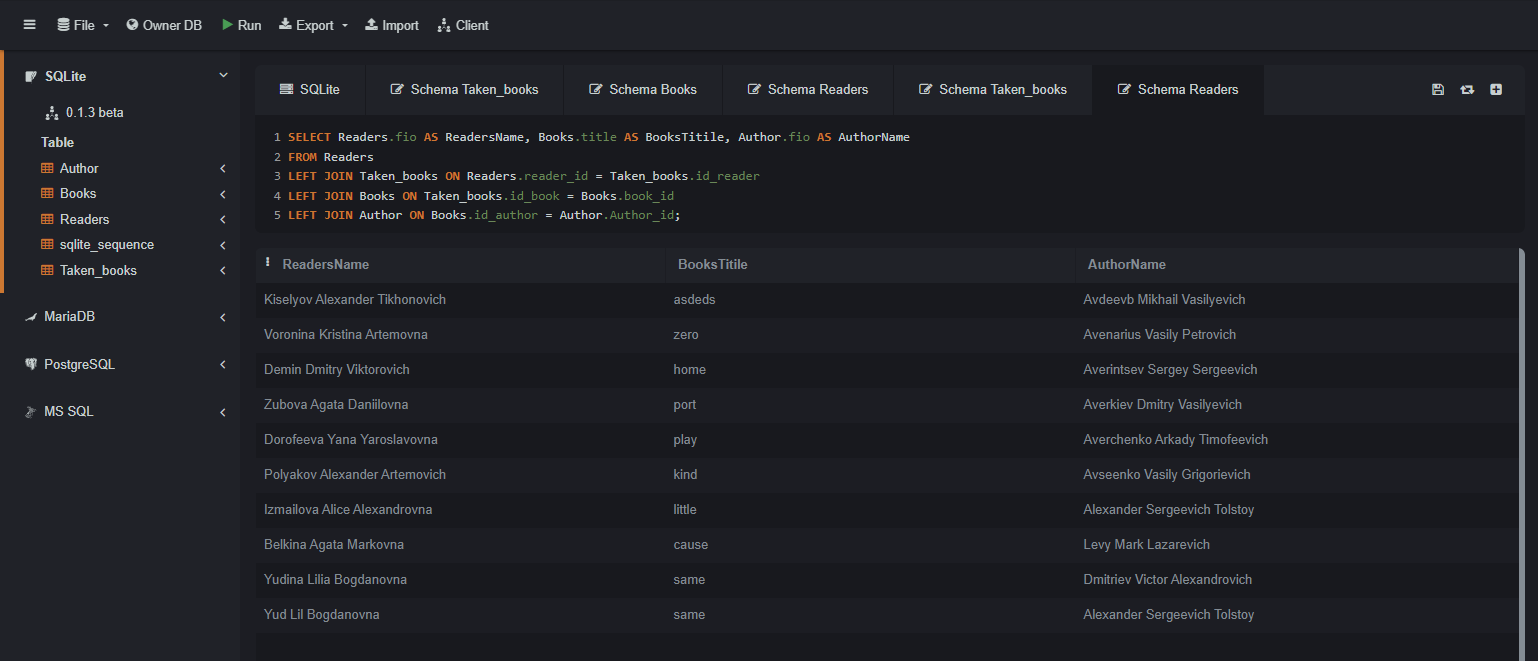 File Owner DB Run Export Import Client
SQLite
0.1.3 beta
Table
Author
Books
Readers
sqlite_sequence
Taken_books
MariaDB
PostgreSQL
MS SQL
SQLite Schema Taken_books Schema Books Schema Readers Schema Taken_books Schema Readers
1 SELECT Readers.fio AS ReadersName, Books.title AS BooksTitile, Author.fio AS AuthorName
2 FROM Readers
3 LEFT JOIN Taken_books ON Readers.reader_id = Taken_books.id_reader
4 LEFT JOIN Books ON Taken_books.id_book = Books.book_id
5 LEFT JOIN Author ON Books.id_author = Author.Author_id;
ReadersName BooksTitile AuthorName
Kiselyov Alexander Tikhonovich asdeds Avdeevb Mikhail Vasilyevich
Voronina Kristina Artemovna zero Avenarius Vasily Petrovich
Demin Dmitry Viktorovich home Averintsev Sergey Sergeevich
Zubova Agata Daniilovna port Averkiev Dmitry Vasilyevich
Dorofeeva Yana Yaroslavovna play Averchenko Arkady Timofeevich
Polyakov Alexander Artemovich kind Avseenko Vasily Grigorievich
Izmailova Alice Alexandrovna little Alexander Sergeevich Tolstoy
Belkina Agata Markovna cause Levy Mark Lazarevich
Yudina Lilia Bogdanovna same Dmitriev Victor Alexandrovich
Yud Lil Bogdanovna same Alexander Sergeevich Tolstoy